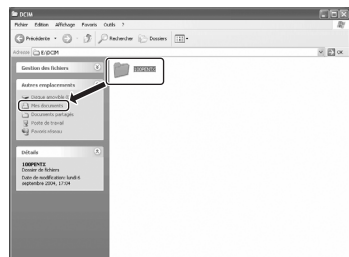 DCIM
Fichier Edition Affichage Favoris Outils ?
Précédente Rechercher Dossiers
Adresse E:\DCIM
Gestion des fichiers
Autres emplacements
Disque amovible
Mes documents
Documents partagés
Poste de travail
Favoris réseau
Détails
100PENTX
Dossier de fichiers
Date de modification: lundi 6
septembre 2004, 17:04
100PENTX